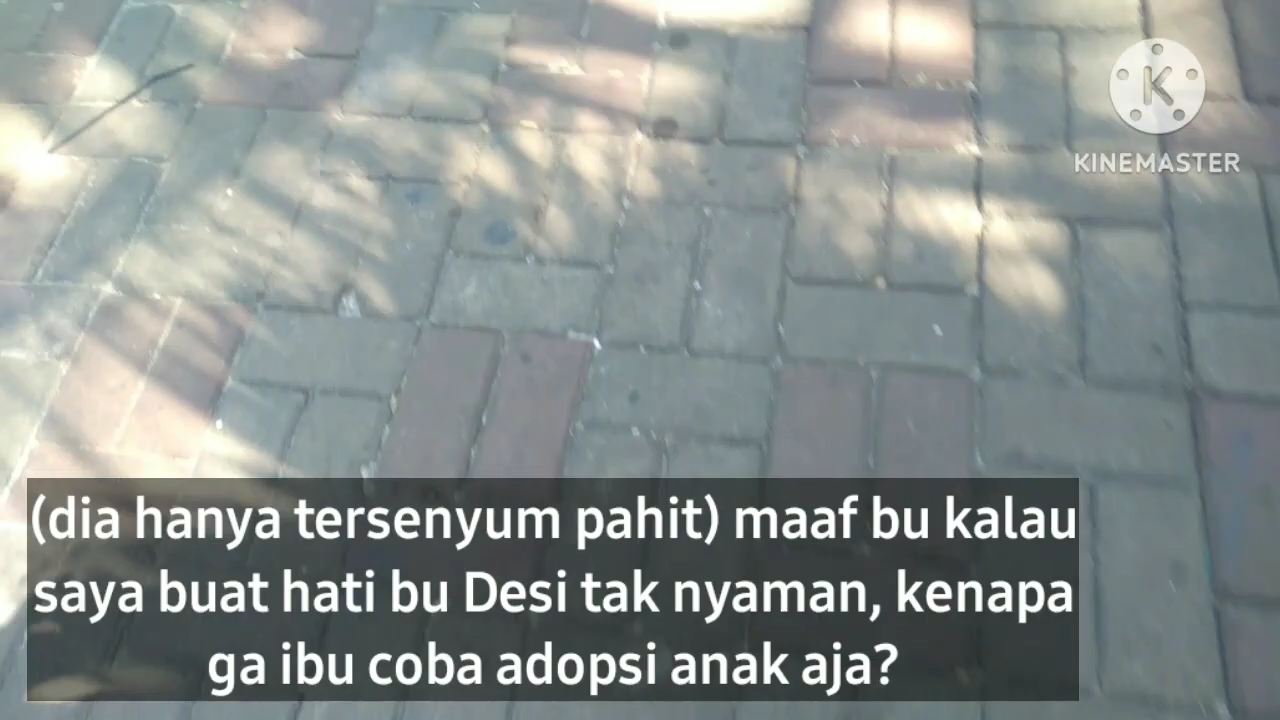 KINEMASTER
(dia hanya tersenyum pahit) maaf bu kalau
saya buat hati bu Desi tak nyaman, kenapa
ga ibu coba adopsi anak aja?